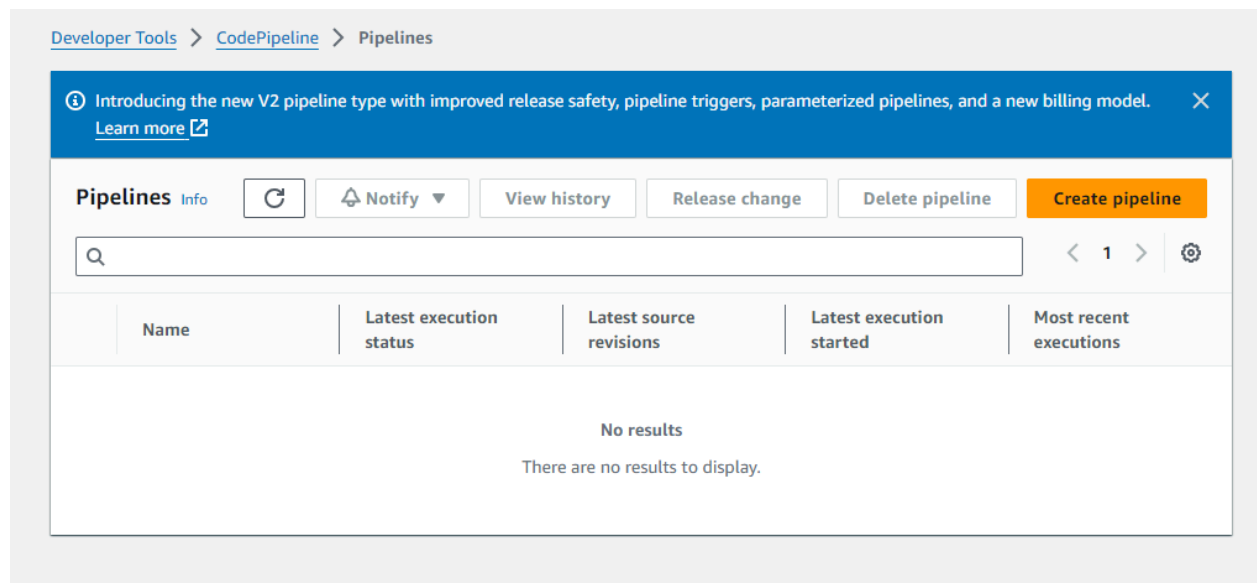 Developer Tools > CodePipeline > Pipelines
Introducing the new V2 pipeline type with improved release safety, pipeline triggers, parameterized pipelines, and a new billing model.
Learn more
Pipelines Info Notify View history Release change Delete pipeline Create pipeline
< 1 >
Name Latest execution status Latest source revisions Latest execution started Most recent executions
No results
There are no results to display.